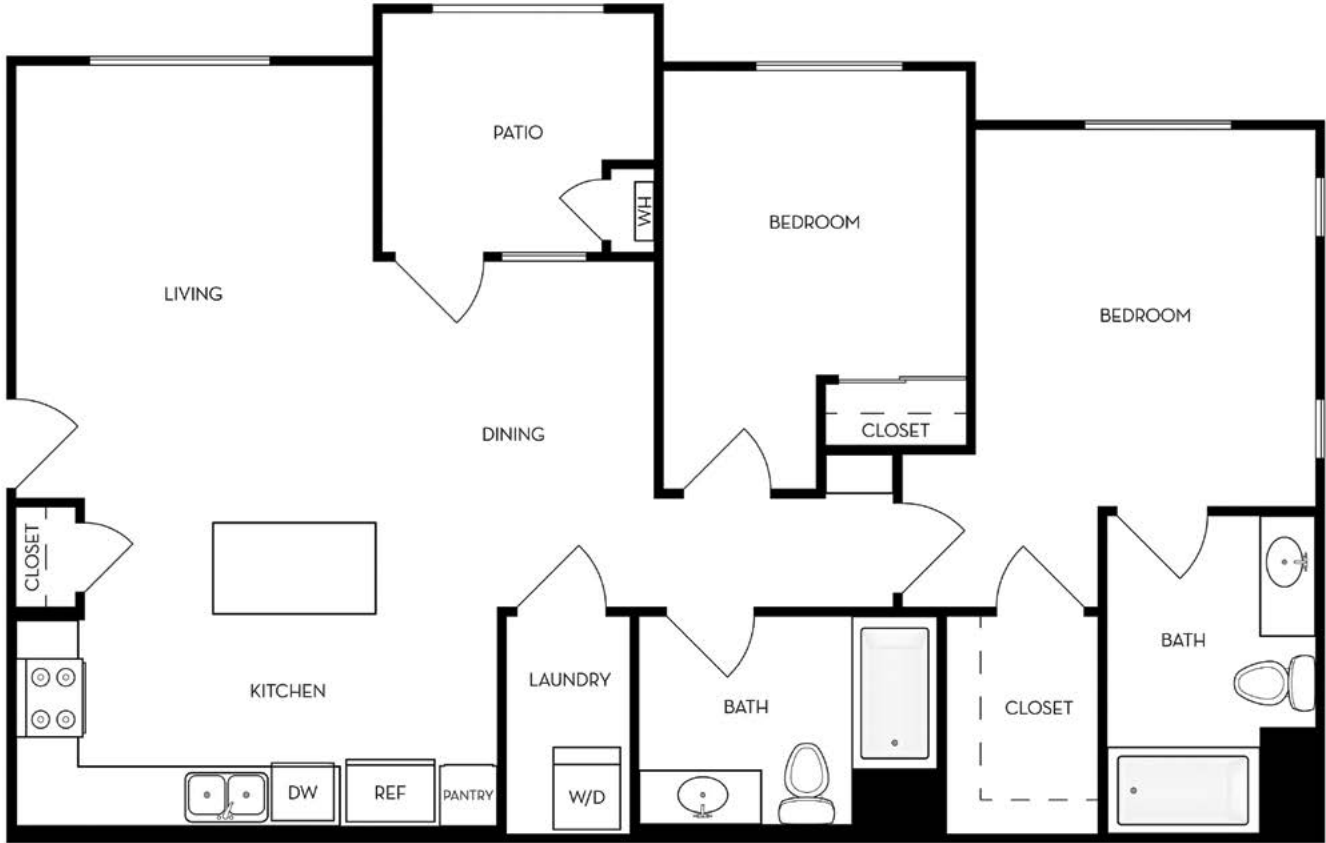 PATIO
WH
BEDROOM
LIVING
BEDROOM
DINING
CLOSET
CLOSET
LAUNDRY
BATH
KITCHEN
BATH
CLOSET
DW
REF
PANTRY
W/D